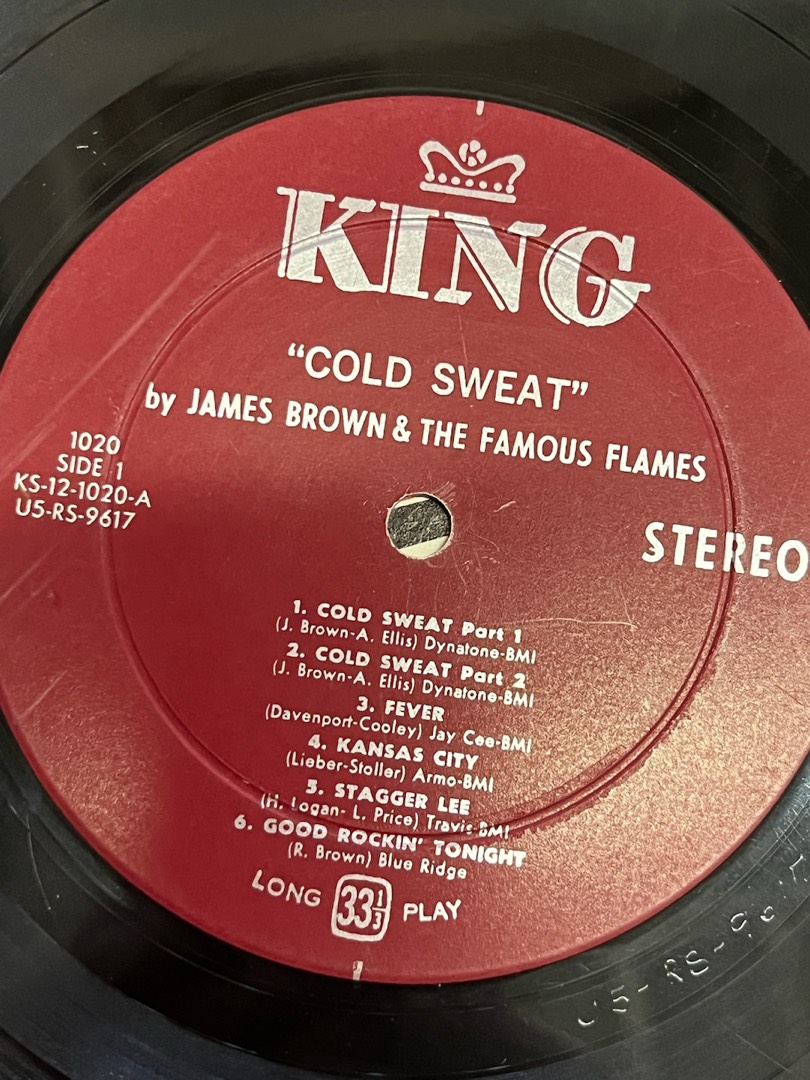 K
KING
"COLD SWEAT"
by JAMES BROWN & THE FAMOUS FLAMES
1020
SIDE 1
KS-12-1020-A
U5-RS-9617
STEREO
1. COLD SWEAT Part 1
(J. Brown-A. Ellis) Dynatone-BMI
2. COLD SWEAT Part 2
(J. Brown-A. Ellis) Dynatone-BMI
3. FEVER
(Davenport-Cooley) Jay Cee-BMI
4. KANSAS CITY
(Lieber-Stoller) Armo-BMI
5. STAGGER LEE
(H. Logan- L. Price) Travis-BMI
6. GOOD ROCKIN' TONIGHT
(R. Brown) Blue Ridge
LONG 33 1/3 PLAY